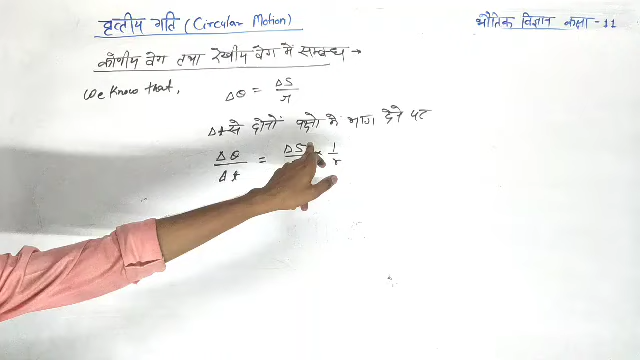 वृत्तीय गति (Circular Motion)
भौतिक विज्ञान कक्षा - 11
कोणीय वेग तथा रेखीय वेग में सम्बन्ध →
We know that,
Δθ = ΔS / r
Δt से दोनों पक्षो में भाग देने पर
Δθ / Δt = ΔS × 1 / r